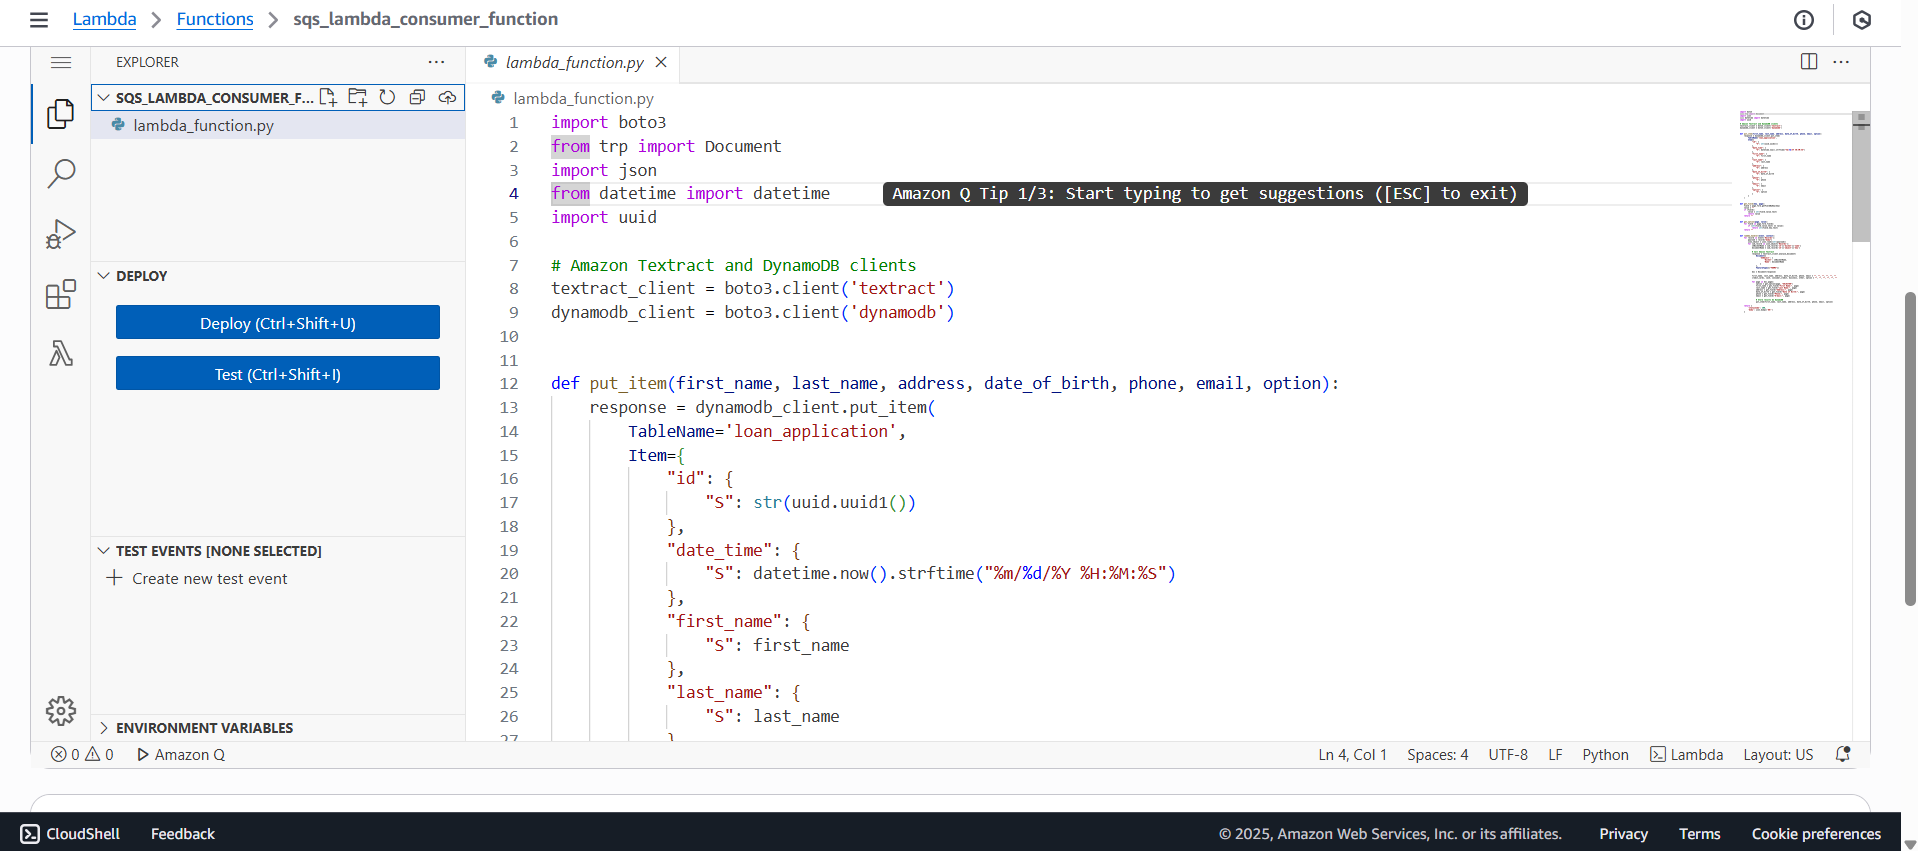 Lambda > Functions > sqs_lambda_consumer_function
EXPLORER
SQS_LAMBDA_CONSUMER_F...
lambda_function.py
DEPLOY
Deploy (Ctrl+Shift+U)
Test (Ctrl+Shift+I)
TEST EVENTS [NONE SELECTED]
Create new test event
ENVIRONMENT VARIABLES
lambda_function.py
lambda_function.py
1 import boto3
2 from trp import Document
3 import json
4 from datetime import datetime Amazon Q Tip 1/3: Start typing to get suggestions ([ESC] to exit)
5 import uuid
6
7 # Amazon Textract and DynamoDB clients
8 textract_client = boto3.client('textract')
9 dynamodb_client = boto3.client('dynamodb')
10
11
12 def put_item(first_name, last_name, address, date_of_birth, phone, email, option):
13 response = dynamodb_client.put_item(
14 TableName='loan_application',
15 Item={
16 "id": {
17 "S": str(uuid.uuid1())
18 },
19 "date_time": {
20 "S": datetime.now().strftime("%m/%d/%Y %H:%M:%S")
21 },
22 "first_name": {
23 "S": first_name
24 },
25 "last_name": {
26 "S": last_name
27 }
0 0 Amazon Q
Ln 4, Col 1 Spaces: 4 UTF-8 LF Python Lambda Layout: US
CloudShell Feedback
© 2025, Amazon Web Services, Inc. or its affiliates. Privacy Terms Cookie preferences